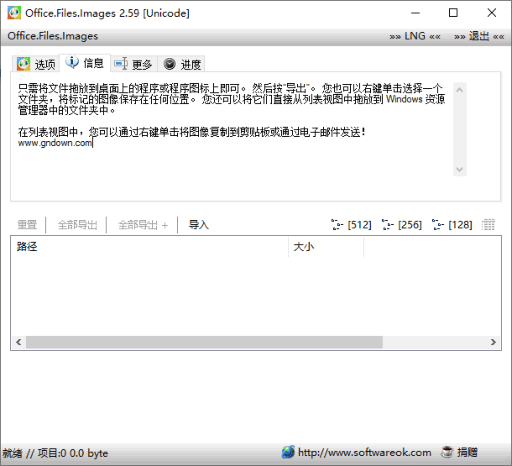 Office.Files.Images 2.59 [Unicode]
Office.Files.Images »» LNG «« »» 退出 ««
选项 信息 更多 进度
只需将文件拖放到桌面上的程序或程序图标上即可。 然后按"导出"。 您也可以右键单击选择一个
文件夹，将标记的图像保存在任何位置。 您还可以将它们直接从列表视图中拖放到 Windows 资源
管理器中的文件夹中。
在列表视图中，您可以通过右键单击将图像复制到剪贴板或通过电子邮件发送！
www.gndown.com
重置 全部导出 全部导出 + 导入 [512] [256] [128]
路径 大小
就绪 // 项目:0 0.0 byte http://www.softwareok.com 捐赠